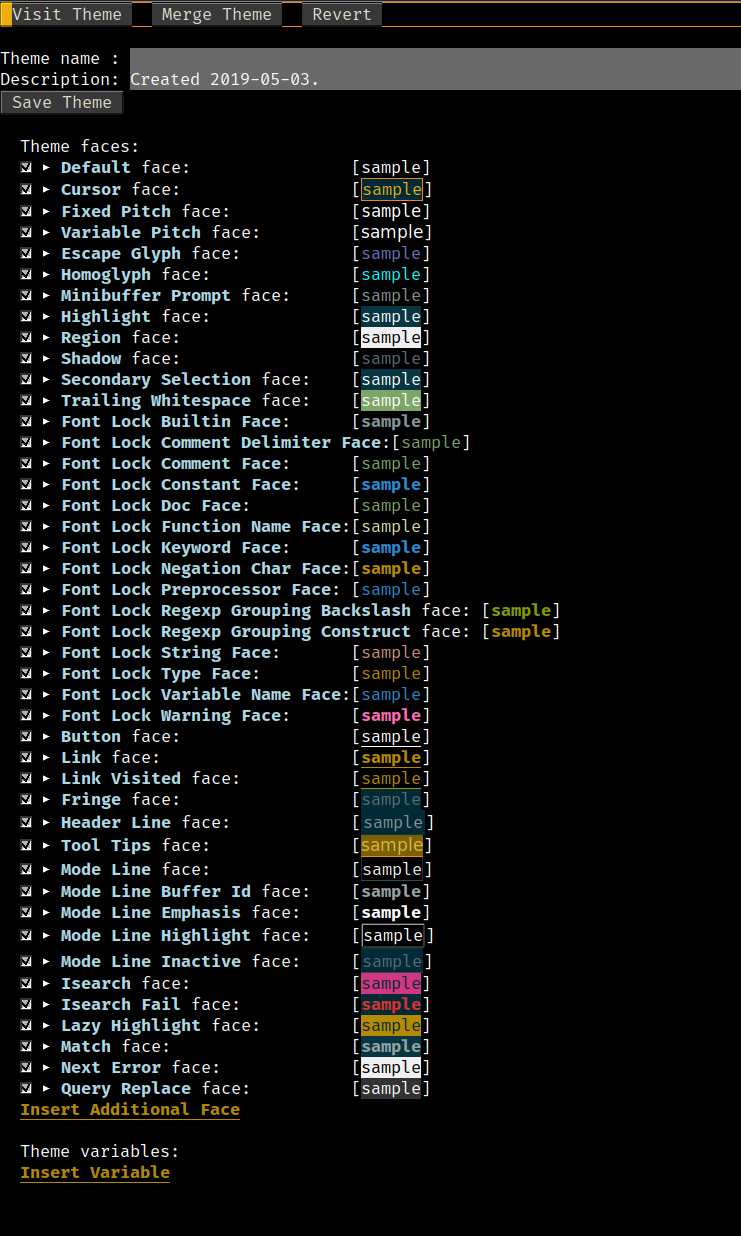 Visit Theme Merge Theme Revert
Theme name :
Description: Created 2019-05-03.
Save Theme
Theme faces:
Default face: [sample]
Cursor face: [sample]
Fixed Pitch face: [sample]
Variable Pitch face: [sample]
Escape Glyph face: [sample]
Homoglyph face: [sample]
Minibuffer Prompt face: [sample]
Highlight face: [sample]
Region face: [sample]
Shadow face: [sample]
Secondary Selection face: [sample]
Trailing Whitespace face: [sample]
Font Lock Builtin Face: [sample]
Font Lock Comment Delimiter Face:[sample]
Font Lock Comment Face: [sample]
Font Lock Constant Face: [sample]
Font Lock Doc Face: [sample]
Font Lock Function Name Face:[sample]
Font Lock Keyword Face: [sample]
Font Lock Negation Char Face:[sample]
Font Lock Preprocessor Face: [sample]
Font Lock Regexp Grouping Backslash face: [sample]
Font Lock Regexp Grouping Construct face: [sample]
Font Lock String Face: [sample]
Font Lock Type Face: [sample]
Font Lock Variable Name Face:[sample]
Font Lock Warning Face: [sample]
Button face: [sample]
Link face: [sample]
Link Visited face: [sample]
Fringe face: [sample]
Header Line face: [sample]
Tool Tips face: [sample]
Mode Line face: [sample]
Mode Line Buffer Id face: [sample]
Mode Line Emphasis face: [sample]
Mode Line Highlight face: [sample]
Mode Line Inactive face: [sample]
Isearch face: [sample]
Isearch Fail face: [sample]
Lazy Highlight face: [sample]
Match face: [sample]
Next Error face: [sample]
Query Replace face: [sample]
Insert Additional Face
Theme variables:
Insert Variable